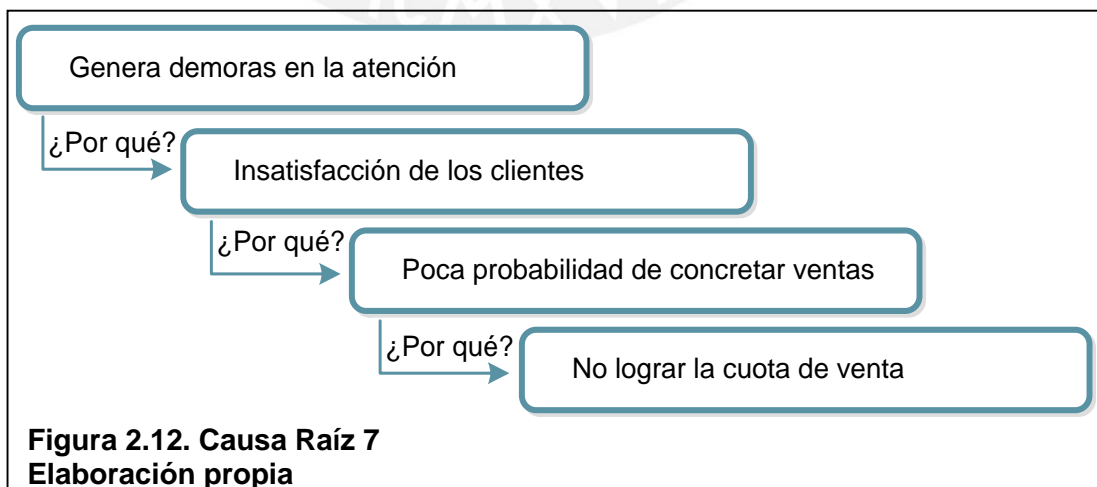 Genera demoras en la atención
¿Por qué?
Insatisfacción de los clientes
¿Por qué?
Poca probabilidad de concretar ventas
¿Por qué?
No lograr la cuota de venta
Figura 2.12. Causa Raíz 7
Elaboración propia